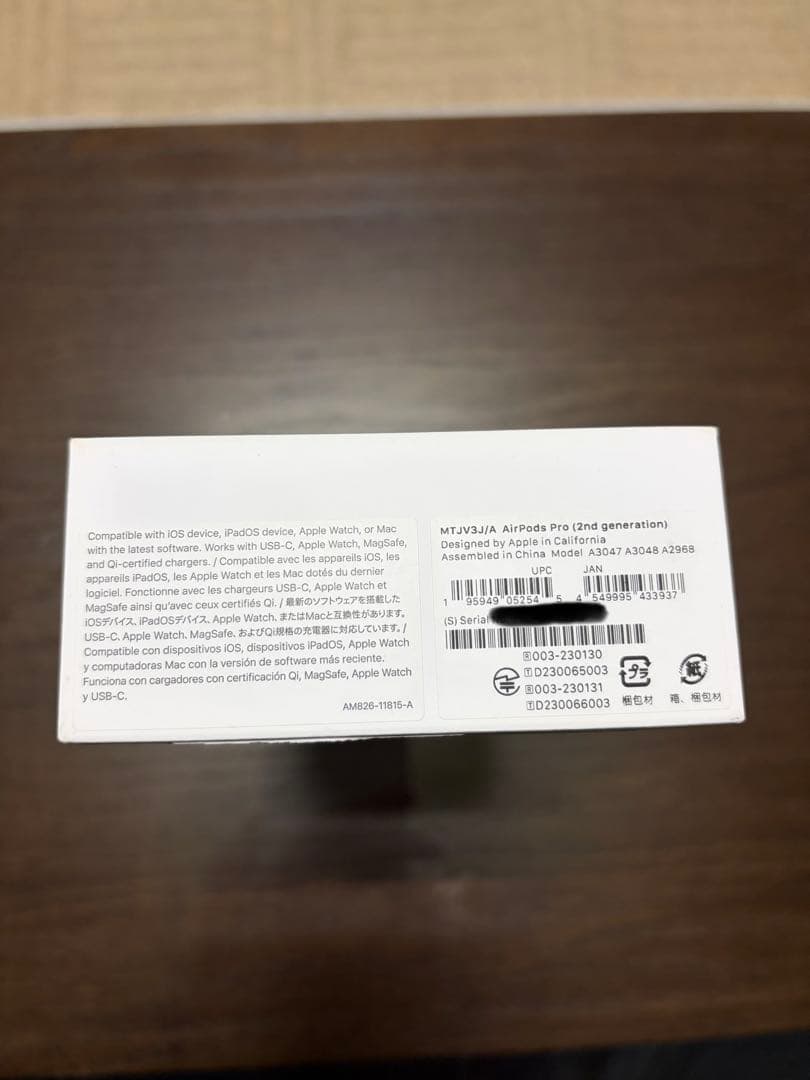 Compatible with iOS device, iPadOS device, Apple Watch, or Mac
with the latest software. Works with USB-C, Apple Watch, MagSafe,
and Qi-certified chargers. / Compatible avec les appareils iOS, les
appareils iPadOS, les Apple Watch et les Mac dotés du dernier
logiciel. Fonctionne avec les chargeurs USB-C, Apple Watch et
MagSafe ainsi qu'avec ceux certifiés Qi. / 最新のソフトウェアを搭載した
iOSデバイス、iPadOSデバイス、Apple Watch、またはMacと互換性があります。
USB-C、Apple Watch、MagSafe、およびQi規格の充電器に対応しています。/
Compatible con dispositivos iOS, dispositivos iPadOS, Apple Watch
y computadoras Mac con la versión de software más reciente.
Funciona con cargadores con certificación Qi, MagSafe, Apple Watch
y USB-C.
AM826-11815-A
MTJV3J/A AirPods Pro (2nd generation)
Designed by Apple in California
Assembled in China Model A3047 A3048 A2968
UPC JAN
1 95949 05254 5 4 549995 433937
(S) Serial
R 003-230130
T D230065003
R 003-231131
T D230066003
プラ
梱包材
紙
箱、梱包材